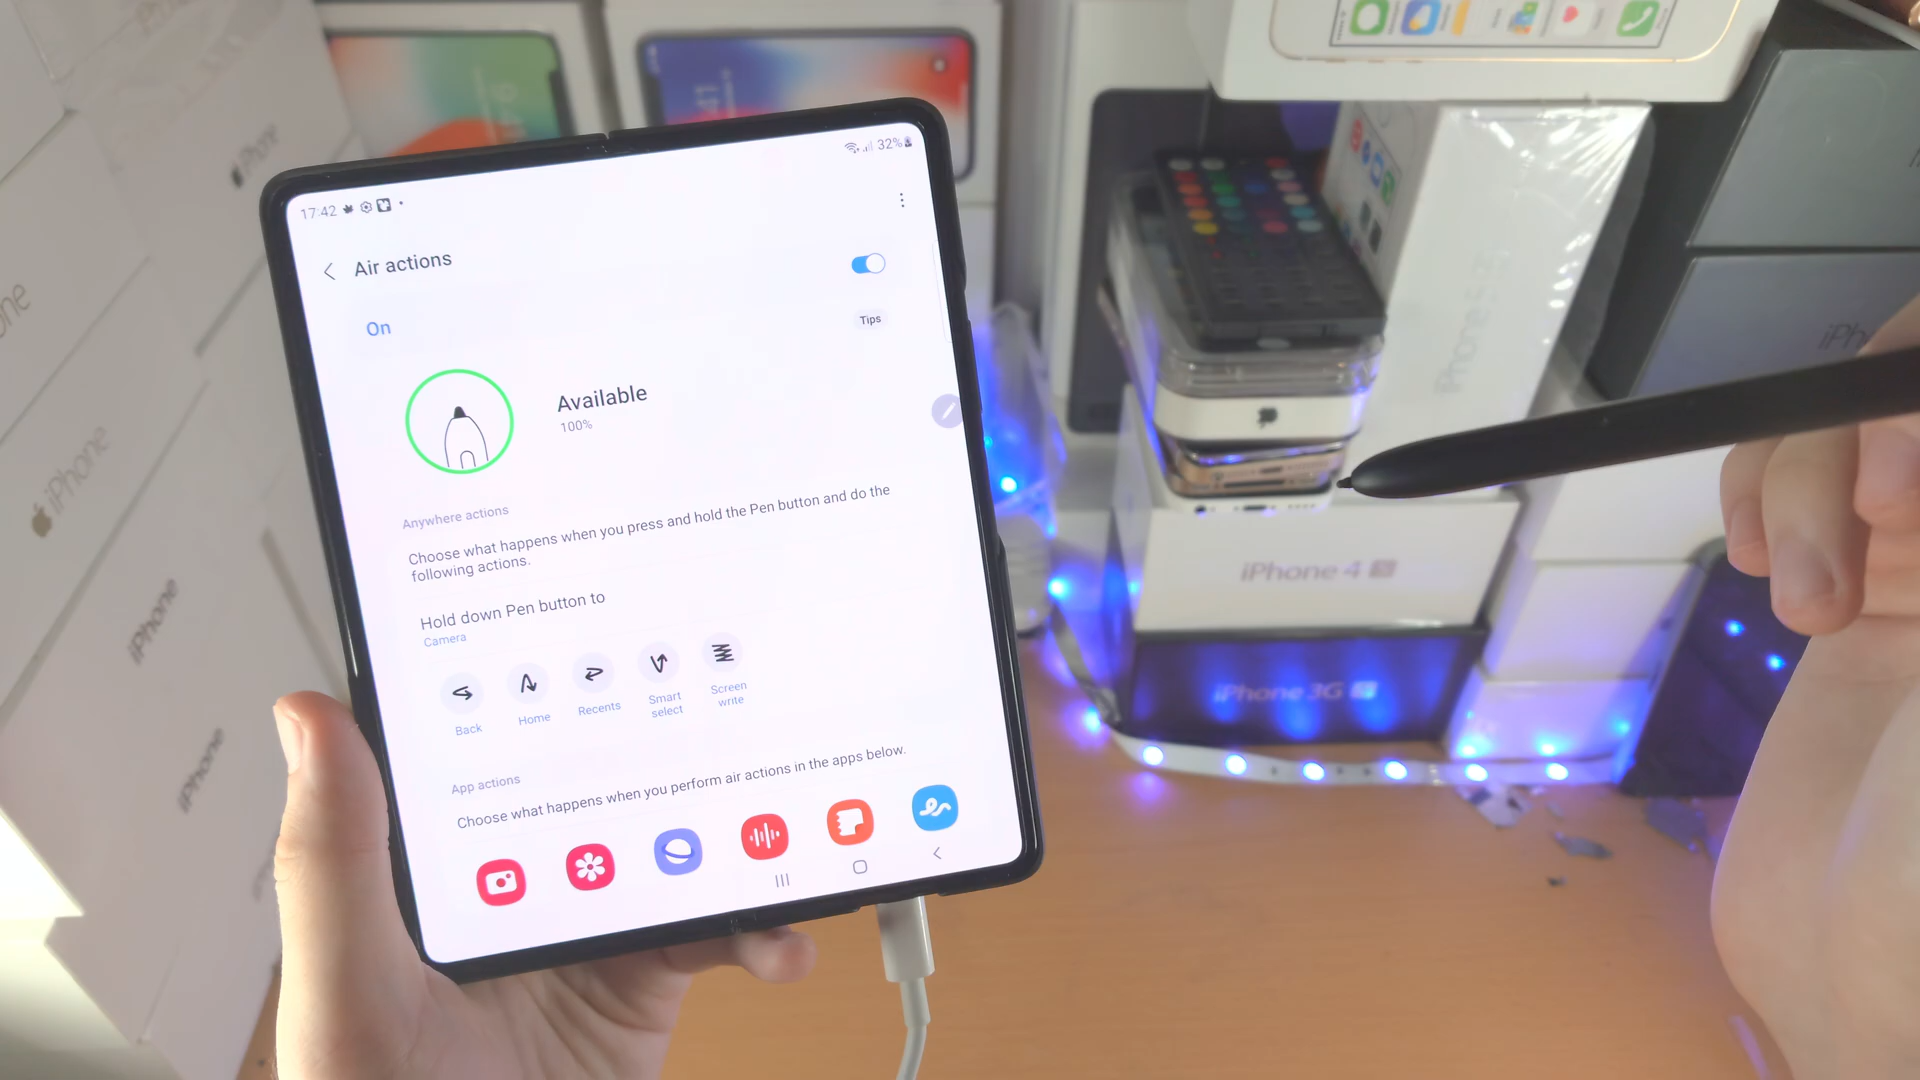 17:42
32%
Air actions
On
Tips
Available
100%
Anywhere actions
Choose what happens when you press and hold the Pen button and do the
following actions.
Hold down Pen button to
Camera
Back
Home
Recents
Smart
select
Screen
write
App actions
Choose what happens when you perform air actions in the apps below.
iPhone
iPhone
iPhone
iPhone
iPhone 4 S
iPhone 3G S